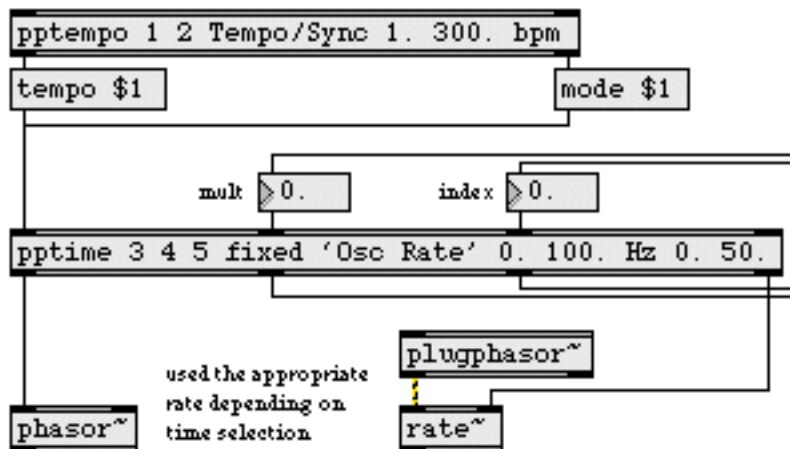 pptempo 1 2 Tempo/Sync 1. 300. bpm
tempo $1
mode $1
mult
0.
index
0.
pptime 3 4 5 fixed ‘Osc Rate’ 0. 100. Hz 0. 50.
plugphasor~
used the appropriate
rate depending on
time selection
phasor~
rate~